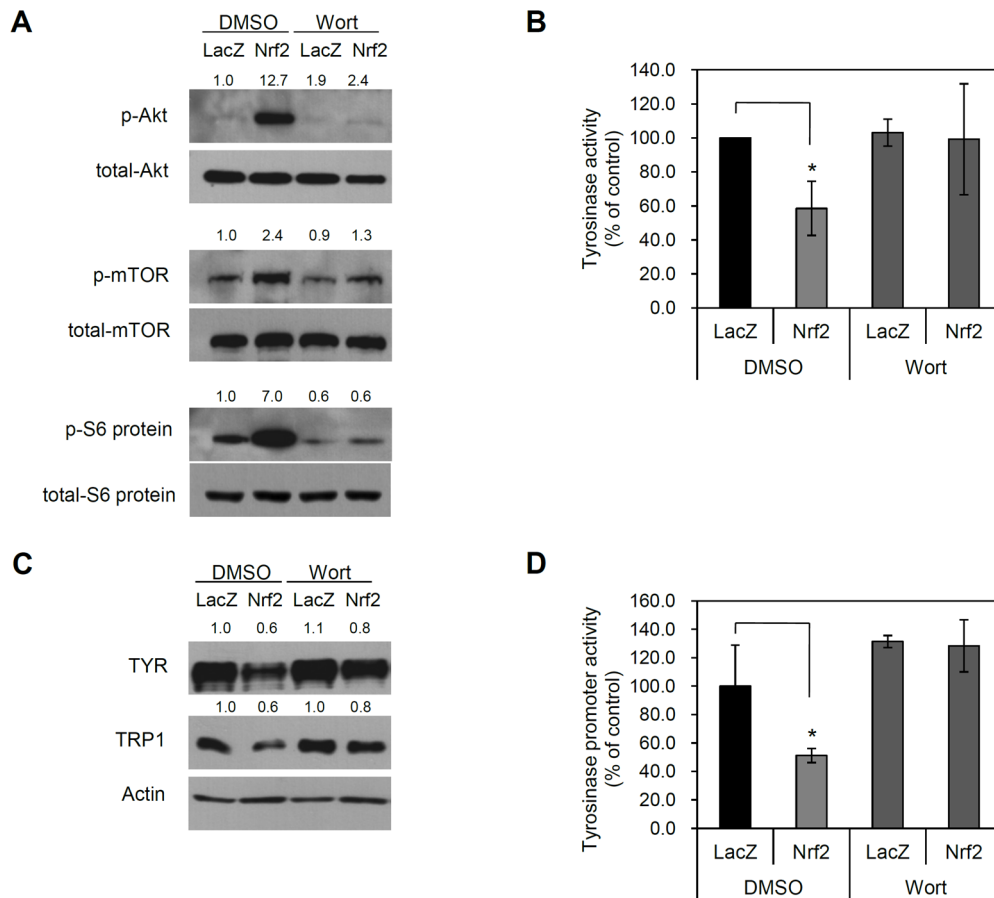 A
DMSO Wort
LacZ Nrf2 LacZ Nrf2
1.0 12.7 1.9 2.4
p-Akt
total-Akt
1.0 2.4 0.9 1.3
p-mTOR
total-mTOR
1.0 7.0 0.6 0.6
p-S6 protein
total-S6 protein
B
Tyrosinase activity
(% of control)
140.0
120.0
100.0
80.0
60.0
40.0
20.0
0.0
*
LacZ Nrf2 LacZ Nrf2
DMSO Wort
C
DMSO Wort
LacZ Nrf2 LacZ Nrf2
1.0 0.6 1.1 0.8
TYR
1.0 0.6 1.0 0.8
TRP1
Actin
D
Tyrosinase promoter activity
(% of control)
160.0
140.0
120.0
100.0
80.0
60.0
40.0
20.0
0.0
*
LacZ Nrf2 LacZ Nrf2
DMSO Wort